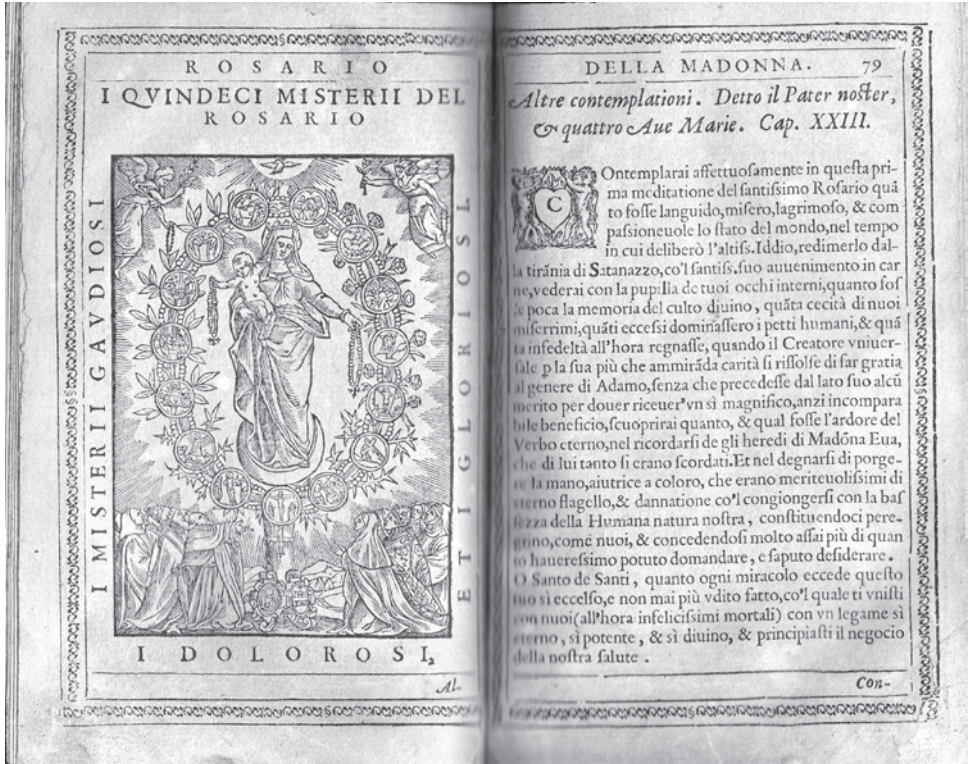 ROSARIO
I QVINDECI MISTERII DEL
ROSARIO
I MISTERII GAVDIOSI
ET I GLORIOSI
I DOLOROSI,
Al-
DELLA MADONNA. 79
Altre contemplationi. Detto il Pater noſter,
& quattro Aue Marie. Cap. XXIII.
COntemplarai affettuoſamente in queſta pri-
ma meditatione del ſantiſsimo Roſario quā
to foſſe languido,miſero,lagrimoſo, & com
paſsioneuole lo ſtato del mondo,nel tempo
in cui deliberò l'altiſs.Iddio,redimerlo dal-
la tirānia di Satanazzo,co'l ſantiſs.ſuo auuenimento in car
ne,vederai con la pupilla de tuoi occhi interni,quanto foſ
ſe poca la memoria del culto diuino, quāta cecità di nuoi
miſerrimi,quāti ecceſsi dominaſſero i petti humani,& quā
ta infedeltà all'hora regnaſſe, quando il Creatore vniuer-
ſale p la ſua più che ammirāda carità ſi riſſolſe di far gratia
al genere di Adamo,ſenza che precedeſſe dal lato ſuo alcū
merito per douer riceuer'vn sì magnifico,anzi incompara
bile beneficio,ſcuoprirai quanto, & qual foſſe l'ardore del
Verbo eterno,nel ricordarſi de gli heredi di Madōna Eua,
che di lui tanto ſi erano ſcordati.Et nel degnarſi di porge-
re la mano,aiutrice a coloro, che erano meriteuoliſsimi di
eterno flagello,& dannatione co'l congiongerſi con la baſ
ſezza della Humana natura noſtra, conſtituendoci pere-
grino,come nuoi, & concedendoſi molto aſſai più di quan
to hauereſsimo potuto domandare, e ſaputo deſiderare.
O Santo de Santi, quanto ogni miracolo eccede queſto
tuo sì eccelſo,e non mai più vdito fatto,co'l quale ti vniſti
con nuoi(all'hora infeliciſsimi mortali) con vn legame sì
eterno, sì potente, & sì diuino, & principiaſti il negocio
della noſtra ſalute.
Con-